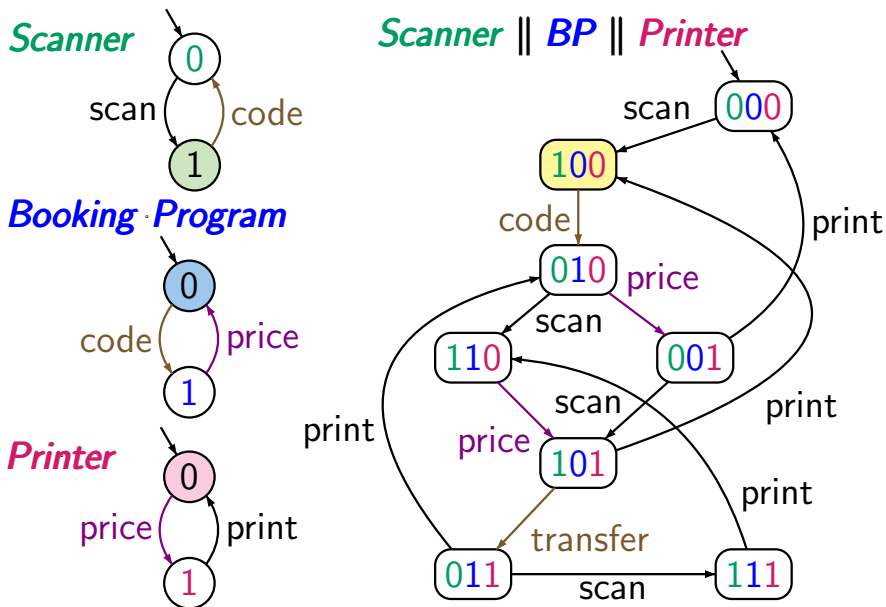 Scanner
0
scan
code
1
Booking Program
0
code
price
1
Printer
0
price
print
1
Scanner || BP || Printer
000
scan
100
code
print
010
price
scan
110
001
scan
print
price
print
101
print
transfer
011
scan
111